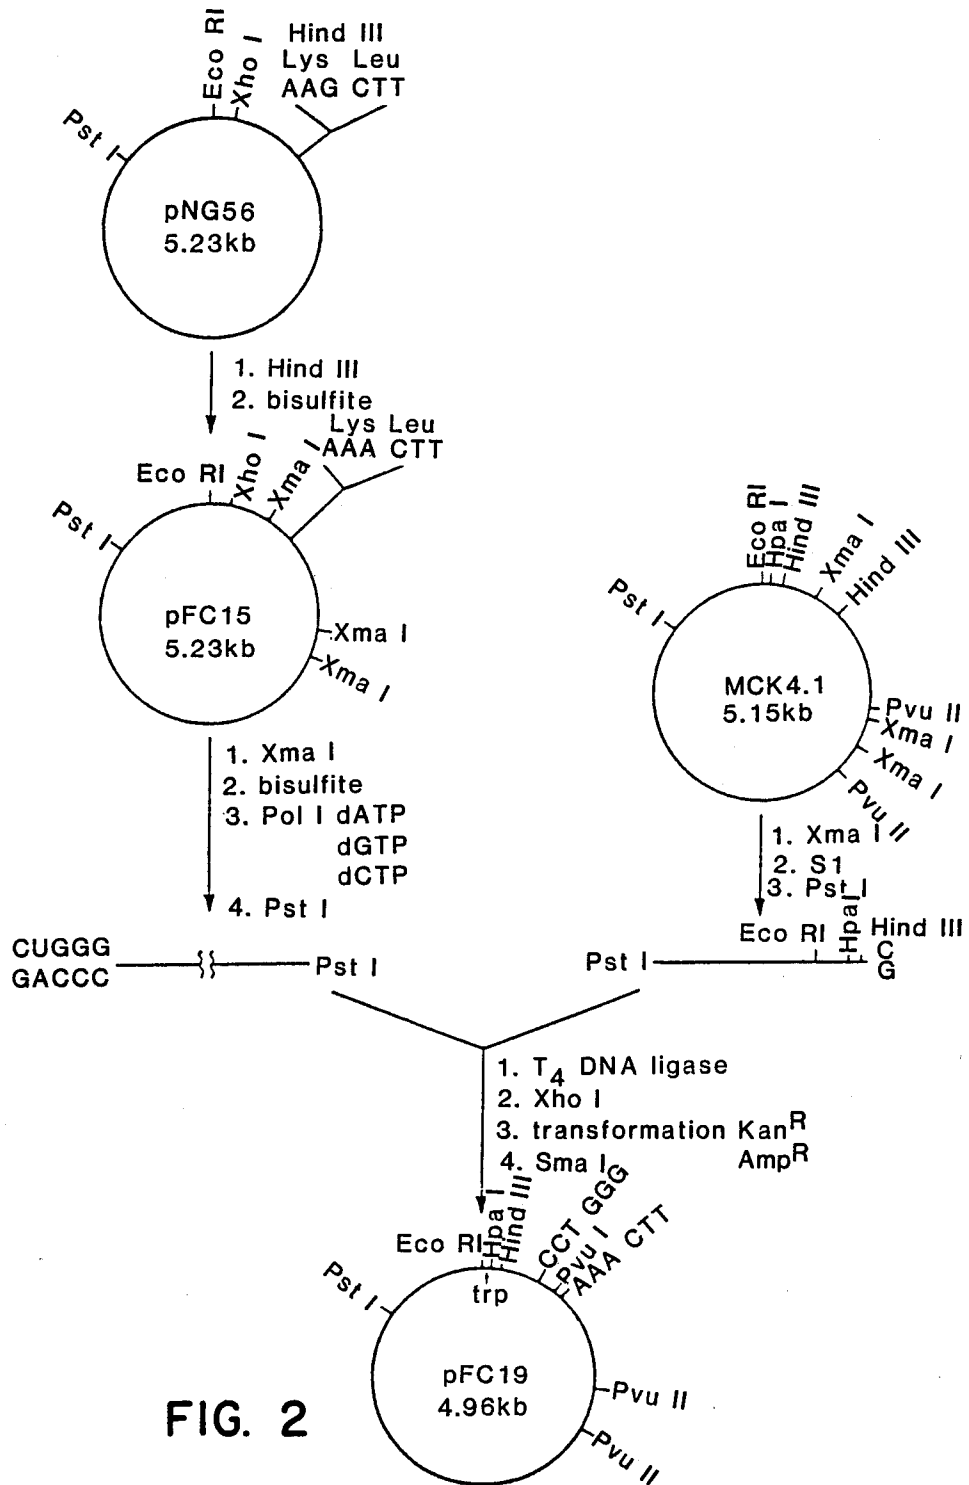 Eco RI
Xho I
Hind III
Lys Leu
AAG CTT
Pst I
pNG56
5.23kb
1. Hind III
2. bisulfite
Lys Leu
AAA CTT
Eco RI
Xho I
Xma I
Pst I
pFC15
5.23kb
Xma I
Xma I
Eco RI
Hpa I
Hind III
Xma I
Hind III
Pst I
MCK4.1
5.15kb
Pvu II
Xma I
Xma I
Pvu II
1. Xma I
2. bisulfite
3. Pol I dATP
dGTP
dCTP
4. Pst I
1. Xma I
2. S1
3. Pst I
CUGGG
GACCC
Pst I
Pst I
Eco RI
HpaI
Hind III
C
G
1. T4 DNA ligase
2. Xho I
3. transformation KanR
AmpR
4. Sma I
Eco RI
Hpa I
Hind III
CCT GGG
Pvu I
AAA CTT
trp
Pst I
pFC19
4.96kb
Pvu II
Pvu II
FIG. 2